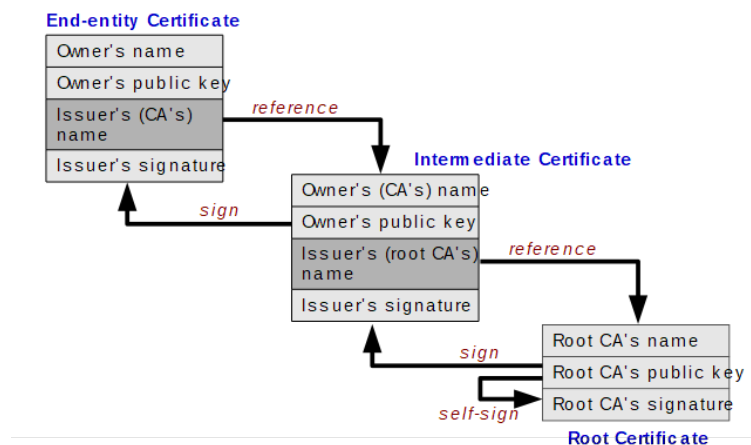 End-entity Certificate
Owner's name
Owner's public key
Issuer's (CA's)
name
Issuer's signature
reference
sign
Intermediate Certificate
Owner's (CA's) name
Owner's public key
Issuer's (root CA's)
name
Issuer's signature
reference
sign
Root CA's name
Root CA's public key
Root CA's signature
self-sign
Root Certificate